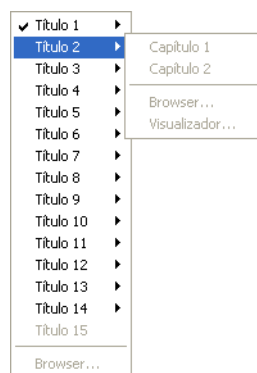 Título 1
Título 2
Título 3
Título 4
Título 5
Título 6
Título 7
Título 8
Título 9
Título 10
Título 11
Título 12
Título 13
Título 14
Título 15
Browser...
Capítulo 1
Capítulo 2
Browser...
Visualizador...